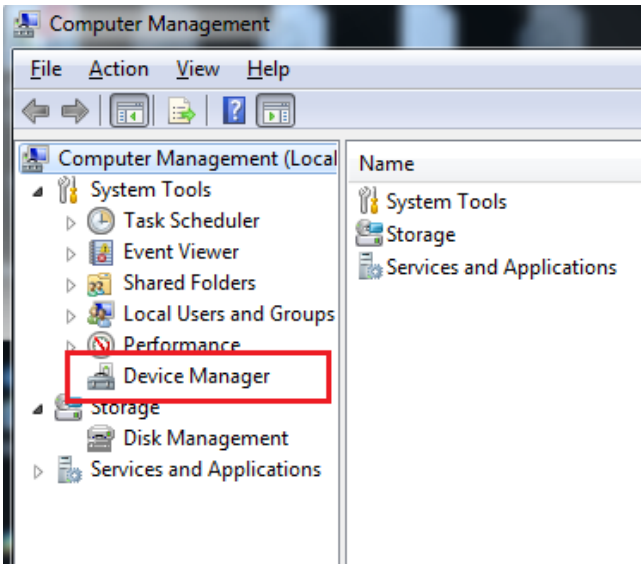 Computer Management
File Action View Help
Computer Management (Local
System Tools
Task Scheduler
Event Viewer
Shared Folders
Local Users and Groups
Performance
Device Manager
Storage
Disk Management
Services and Applications
Name
System Tools
Storage
Services and Applications